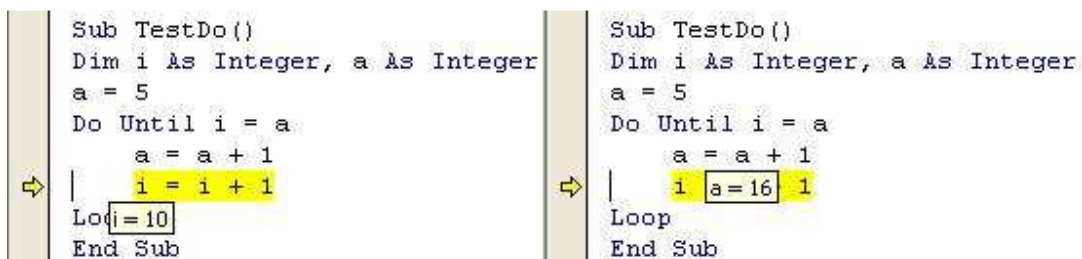 Sub TestDo()
Dim i As Integer, a As Integer
a = 5
Do Until i = a
a = a + 1
i = i + 1
i = 10
End Sub
Sub TestDo()
Dim i As Integer, a As Integer
a = 5
Do Until i = a
a = a + 1
i a = 16 1
Loop
End Sub